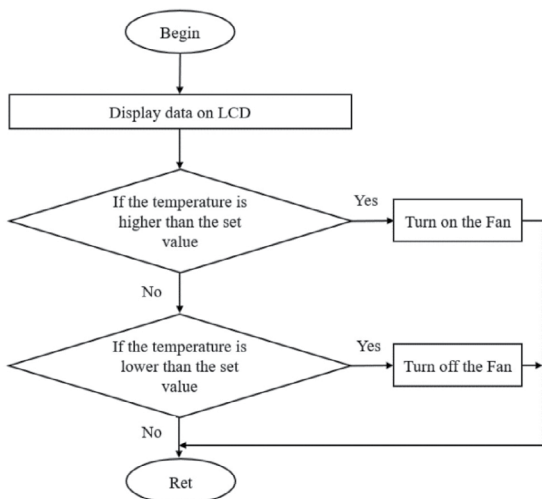 Begin
Display data on LCD
If the temperature is
higher than the set
value
Yes
Turn on the Fan
No
If the temperature is
lower than the set
value
Yes
Turn off the Fan
No
Ret